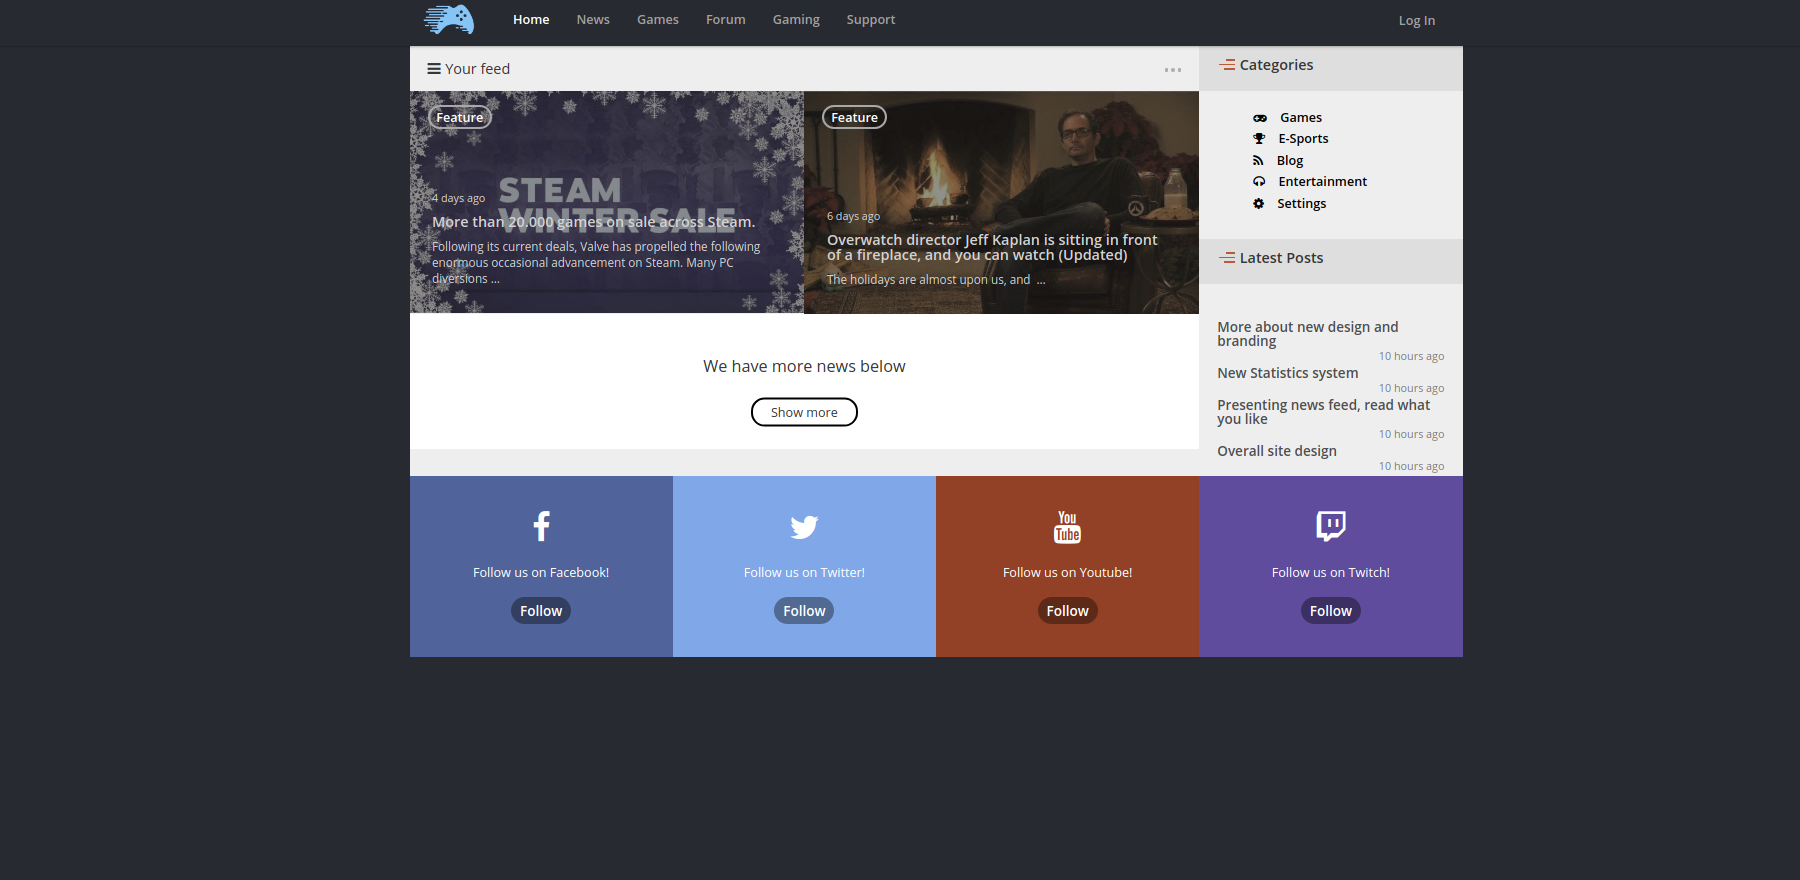 Home News Games Forum Gaming Support Log In
Your feed
Feature
STEAM
WINTER SALE
4 days ago
More than 20.000 games on sale across Steam.
Following its current deals, Valve has propelled the following
enormous occasional advancement on Steam. Many PC
diversions ...
Feature
6 days ago
Overwatch director Jeff Kaplan is sitting in front
of a fireplace, and you can watch (Updated)
The holidays are almost upon us, and ...
We have more news below
Show more
Categories
Games
E-Sports
Blog
Entertainment
Settings
Latest Posts
More about new design and
branding
10 hours ago
New Statistics system
10 hours ago
Presenting news feed, read what
you like
10 hours ago
Overall site design
10 hours ago
Follow us on Facebook!
Follow
Follow us on Twitter!
Follow
You
Tube
Follow us on Youtube!
Follow
Follow us on Twitch!
Follow